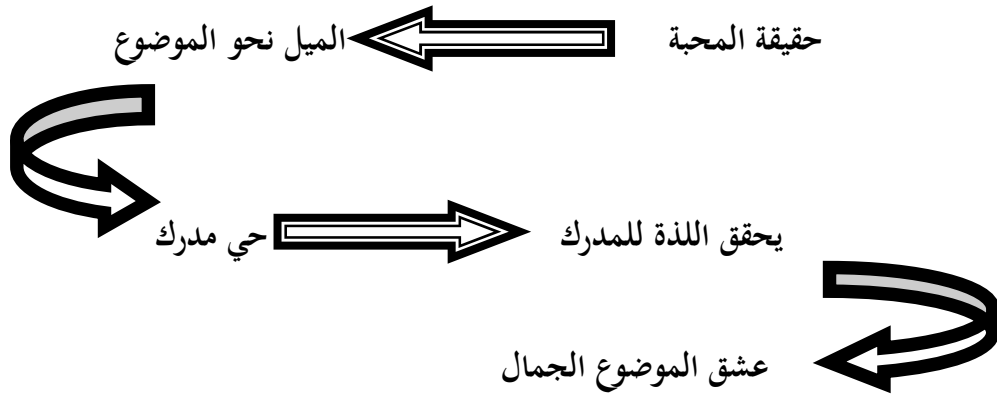 حقيقة المحبة الميل نحو الموضوع
حي مدرك يحقق اللذة للمدرك
عشق الموضوع الجمال